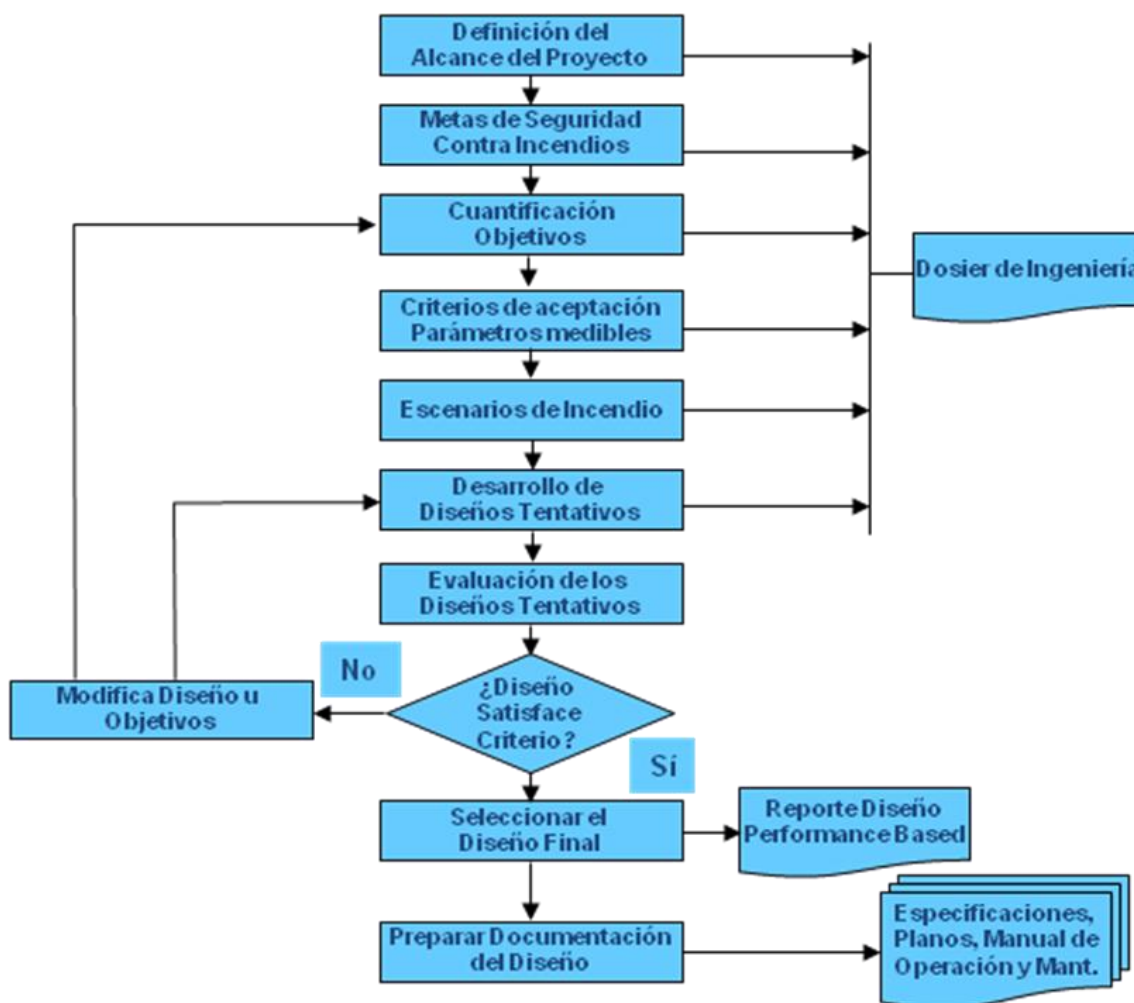 Definición del
Alcance del Proyecto
Metas de Seguridad
Contra Incendios
Cuantificación
Objetivos
Dosier de Ingeniería
Criterios de aceptación
Parámetros medibles
Escenarios de Incendio
Desarrollo de
Diseños Tentativos
Evaluación de los
Diseños Tentativos
No
Modifica Diseño u
Objetivos
¿Diseño
Satisface
Criterio?
Sí
Seleccionar el
Diseño Final
Reporte Diseño
Performance Based
Preparar Documentación
del Diseño
Especificaciones,
Planos, Manual de
Operación y Mant.